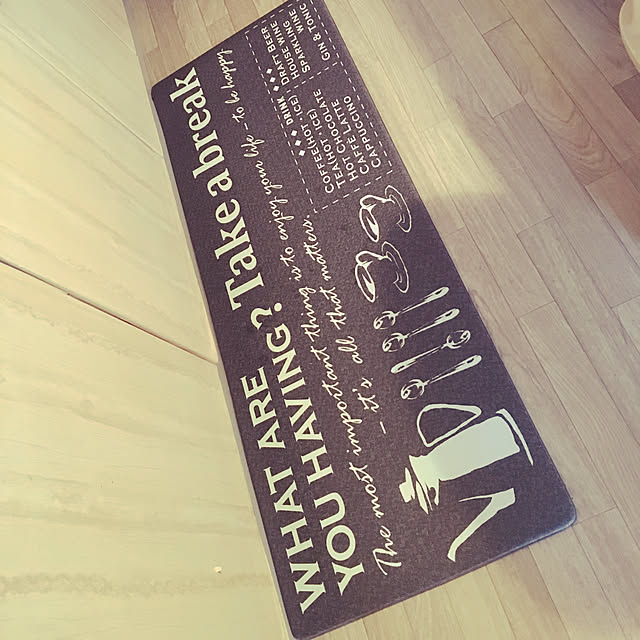 WHAT ARE
YOU HAVING? Take a break
The most important thing is to enjoy your life – to be happy,
– it's all that matters.
◆◆◆ DRINK ◆◆◆
COFFEE(HOT ICE)
TEA(HOT ICE)
HOT CHOCOLATE
CAFFE LATTE
CAPPUCCINO
DRAFT BEER
HOUSE WINE
SPARKLING WINE
GIN & TONIC